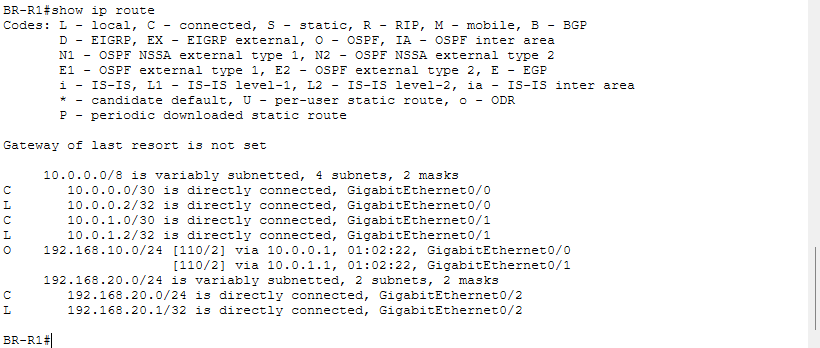 BR-R1#show ip route
Codes: L - local, C - connected, S - static, R - RIP, M - mobile, B - BGP
       D - EIGRP, EX - EIGRP external, O - OSPF, IA - OSPF inter area
       N1 - OSPF NSSA external type 1, N2 - OSPF NSSA external type 2
       E1 - OSPF external type 1, E2 - OSPF external type 2, E - EGP
       i - IS-IS, L1 - IS-IS level-1, L2 - IS-IS level-2, ia - IS-IS inter area
       * - candidate default, U - per-user static route, o - ODR
       P - periodic downloaded static route

Gateway of last resort is not set

     10.0.0.0/8 is variably subnetted, 4 subnets, 2 masks
C       10.0.0.0/30 is directly connected, GigabitEthernet0/0
L       10.0.0.2/32 is directly connected, GigabitEthernet0/0
C       10.0.1.0/30 is directly connected, GigabitEthernet0/1
L       10.0.1.2/32 is directly connected, GigabitEthernet0/1
O    192.168.10.0/24 [110/2] via 10.0.0.1, 01:02:22, GigabitEthernet0/0
                     [110/2] via 10.0.1.1, 01:02:22, GigabitEthernet0/1
     192.168.20.0/24 is variably subnetted, 2 subnets, 2 masks
C       192.168.20.0/24 is directly connected, GigabitEthernet0/2
L       192.168.20.1/32 is directly connected, GigabitEthernet0/2

BR-R1#